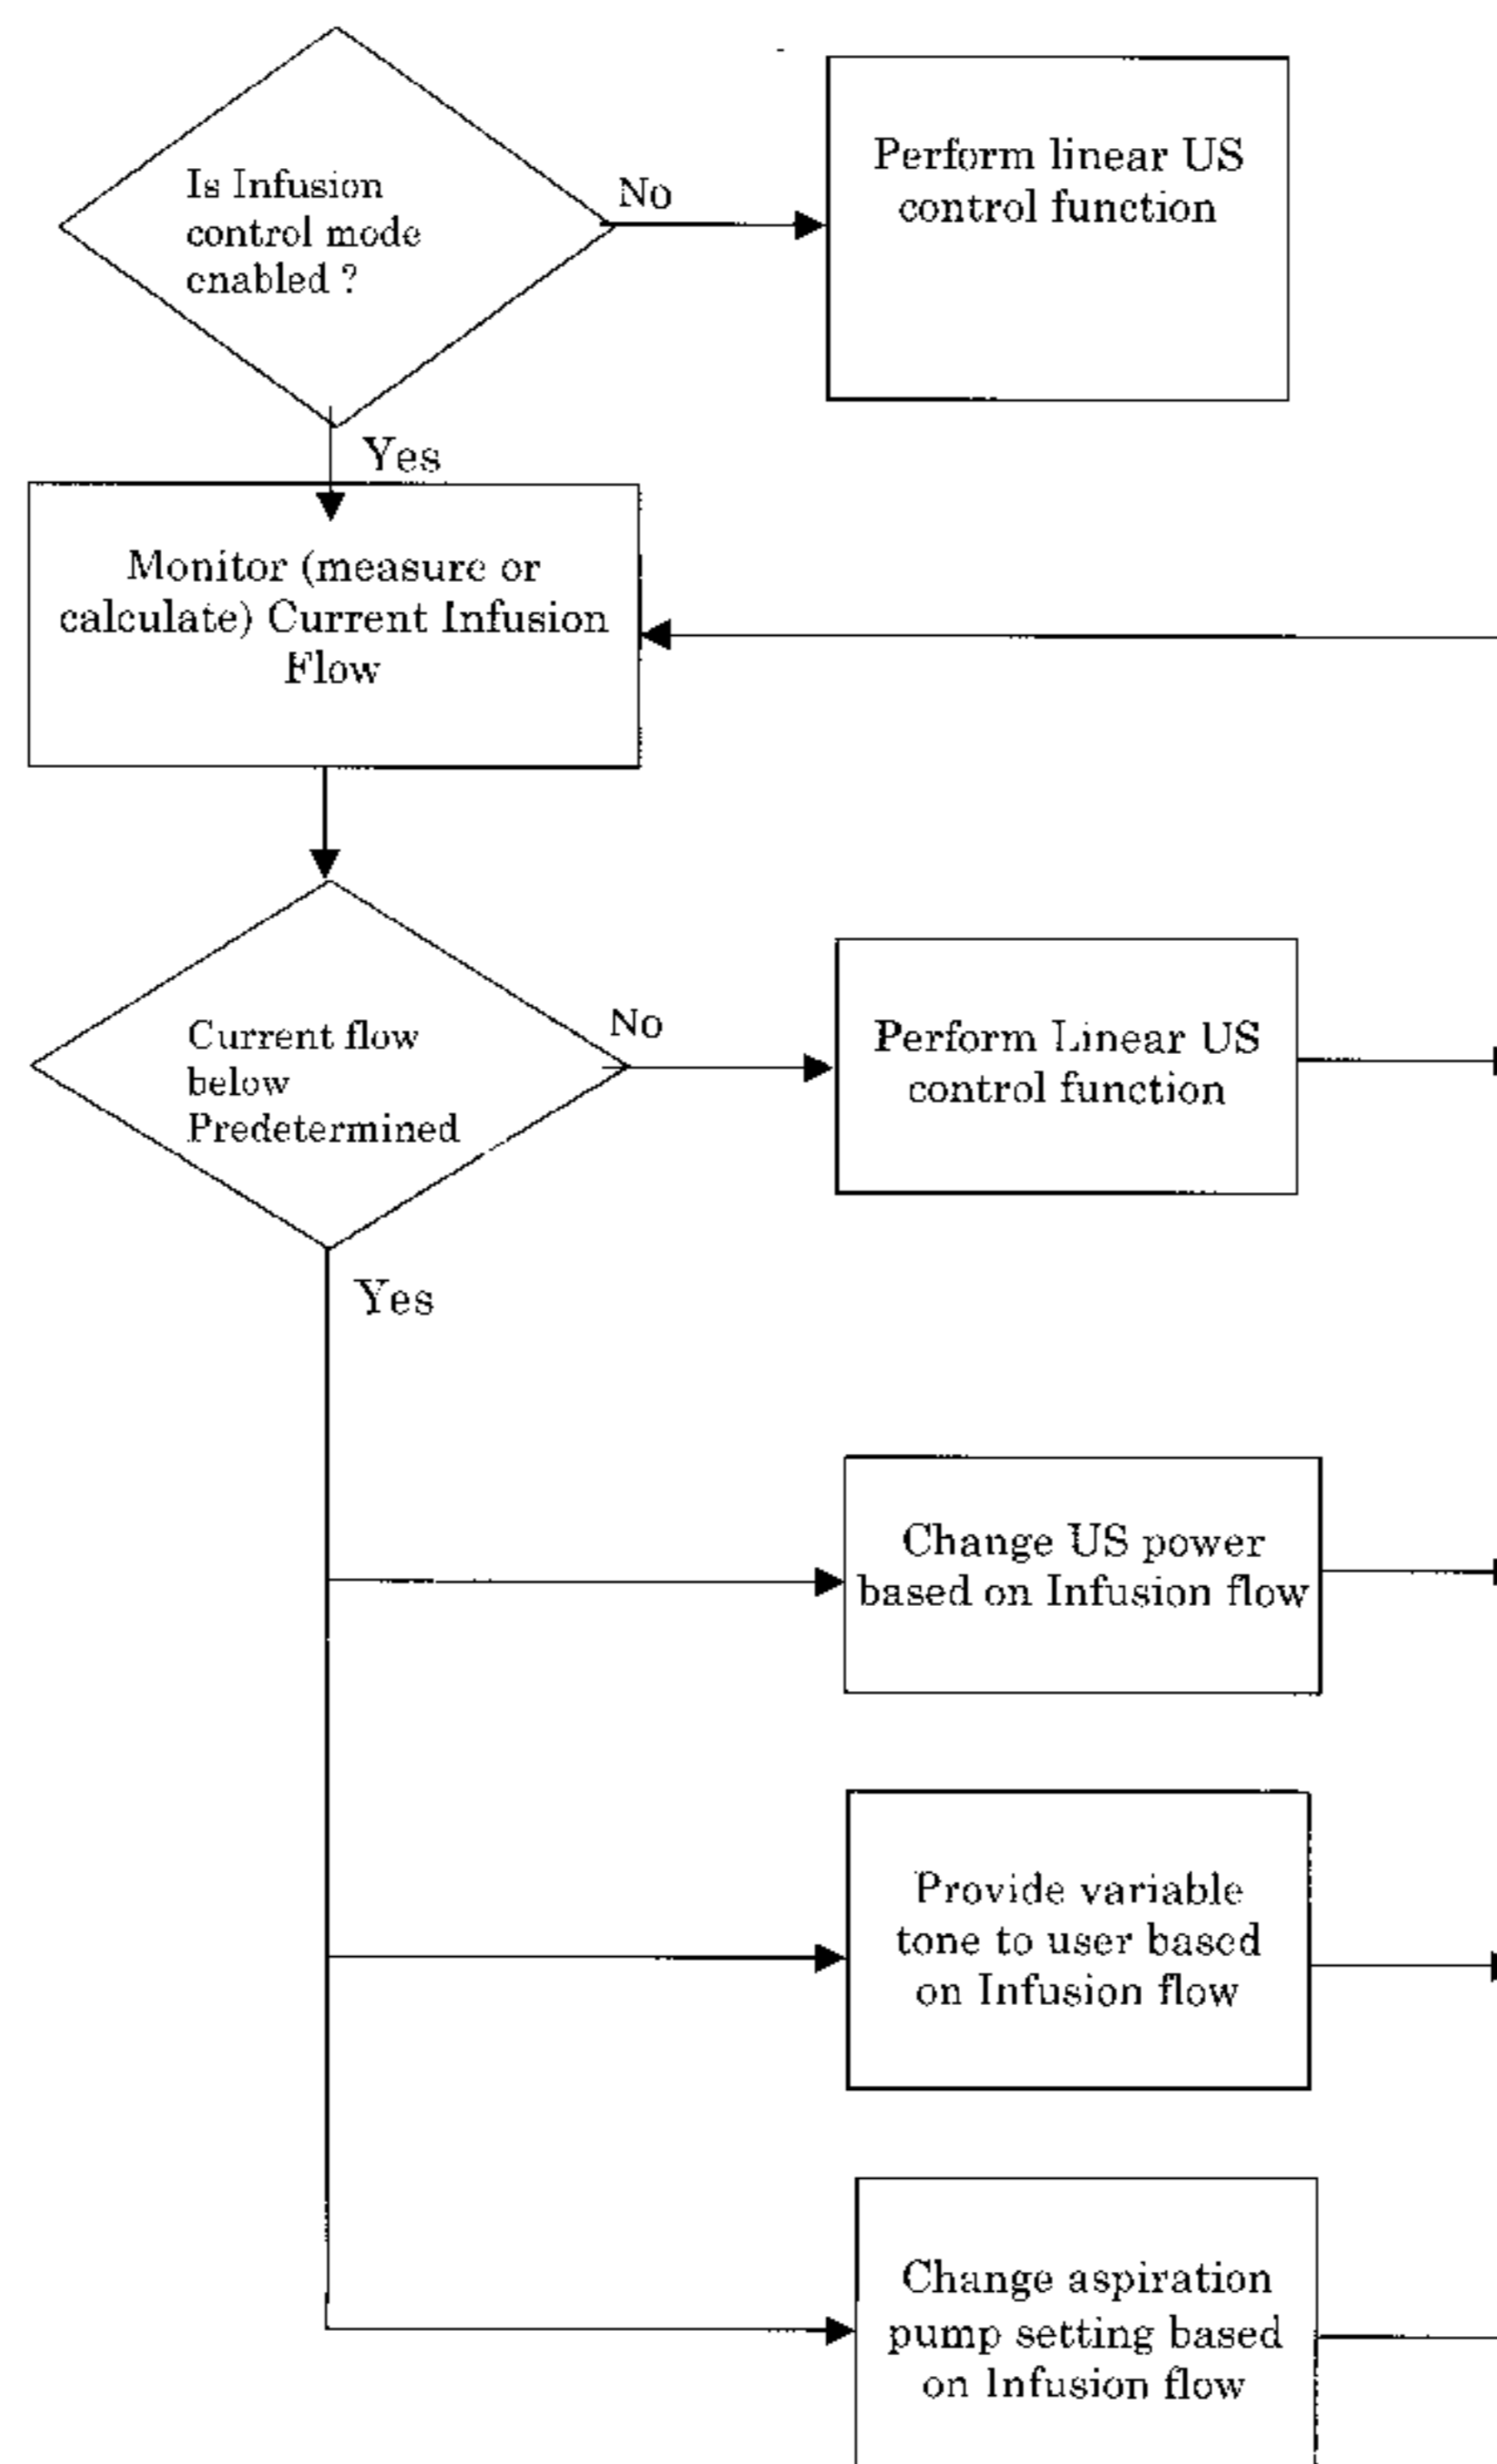 Is Infusion
control mode
enabled ?
No
Perform linear US
control function
Yes
Monitor (measure or
calculate) Current Infusion
Flow
Current flow
below
Predetermined
No
Perform Linear US
control function
Yes
Change US power
based on Infusion flow
Provide variable
tone to user based
on Infusion flow
Change aspiration
pump setting based
on Infusion flow